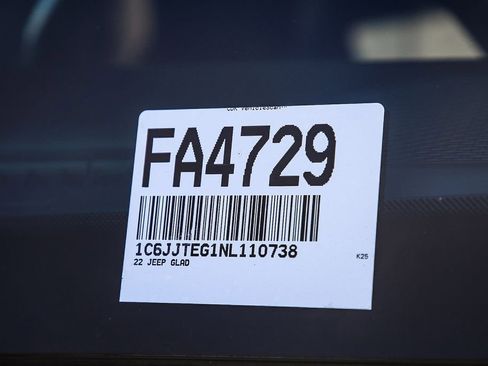 FA4729
1C6JJTEG1NL110738
22 JEEP GLAD
K25